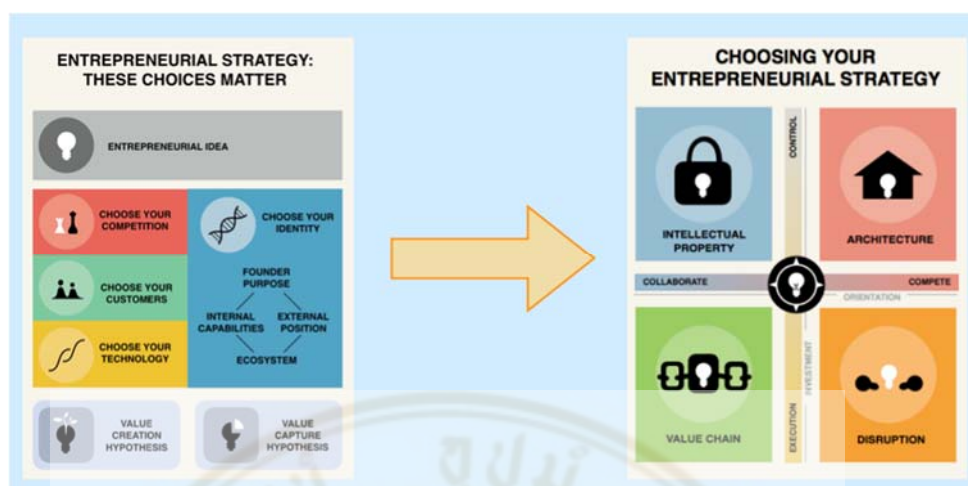 ENTREPRENEURIAL STRATEGY:
THESE CHOICES MATTER
ENTREPRENEURIAL IDEA
CHOOSE YOUR
COMPETITION
CHOOSE YOUR
CUSTOMERS
CHOOSE YOUR
TECHNOLOGY
CHOOSE YOUR
IDENTITY
FOUNDER
PURPOSE
INTERNAL
CAPABILITIES
EXTERNAL
POSITION
ECOSYSTEM
VALUE
CREATION
HYPOTHESIS
VALUE
CAPTURE
HYPOTHESIS
CHOOSING YOUR
ENTREPRENEURIAL STRATEGY
INTELLECTUAL
PROPERTY
CONTROL
ARCHITECTURE
COLLABORATE
COMPETE
ORIENTATION
VALUE CHAIN
EXECUTION
INVESTMENT
DISRUPTION